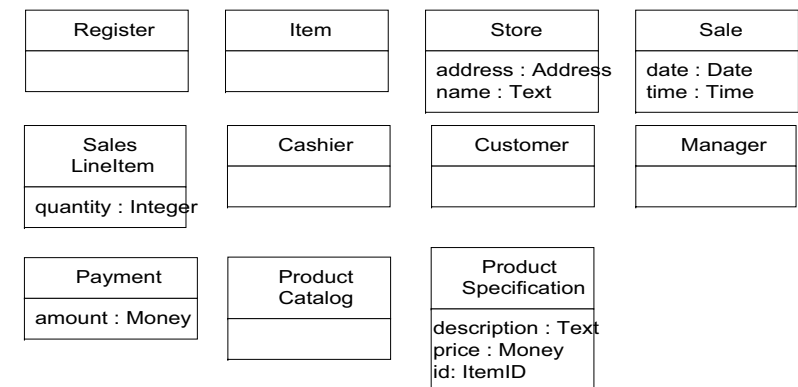 Register
Item
Store
address : Address
name : Text
Sale
date : Date
time : Time
Sales
LineItem
quantity : Integer
Cashier
Customer
Manager
Payment
amount : Money
Product
Catalog
Product
Specification
description : Text
price : Money
id: ItemID